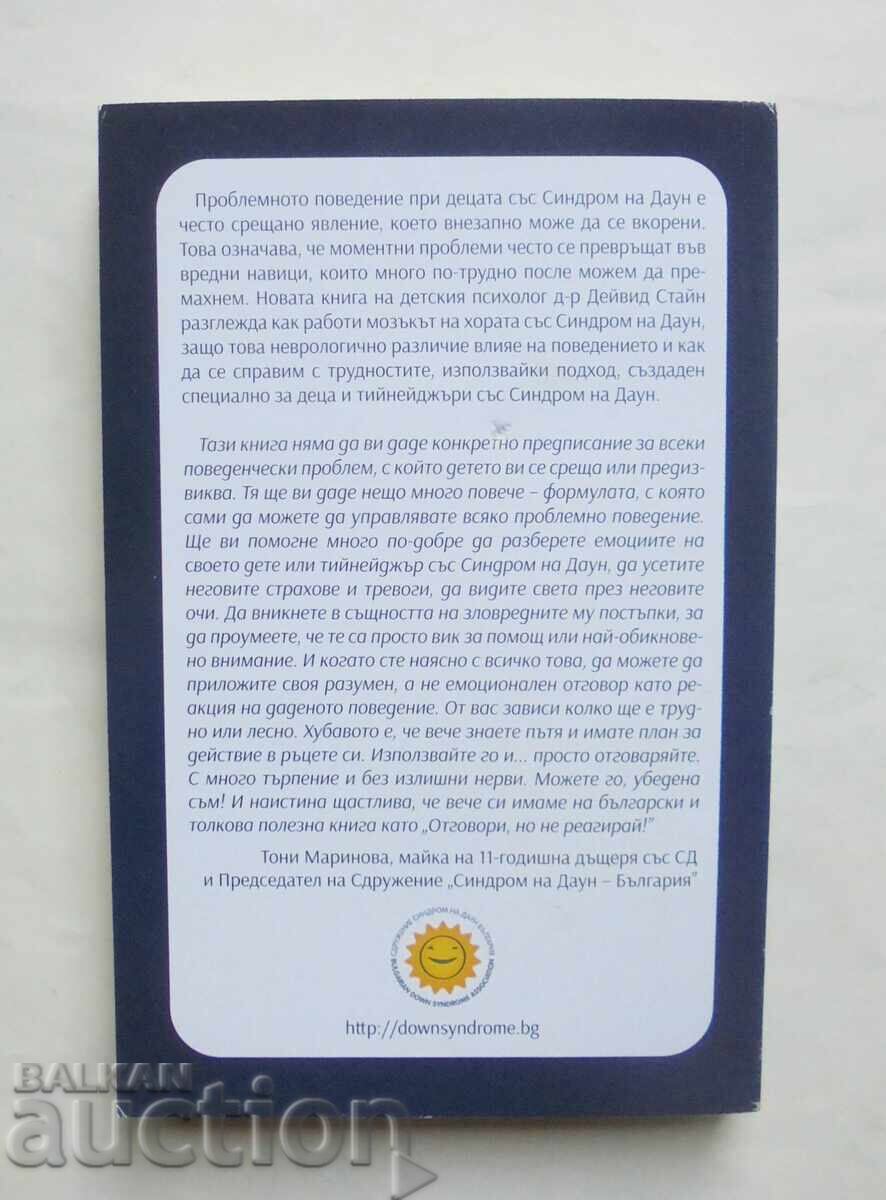 Проблемното поведение при децата със Синдром на Даун е
често срещано явление, което внезапно може да се вкорени.
Това означава, че моментни проблеми често се превръщат във
вредни навици, които много по-трудно после можем да пре-
махнем. Новата книга на детския психолог д-р Дейвид Стайн
разглежда как работи мозъкът на хората със Синдром на Даун,
защо това неврологично различие влияе на поведението и как
да се справим с трудностите, използвайки подход, създаден
специално за деца и тийнейджъри със Синдром на Даун.
Тази книга няма да ви даде конкретно предписание за всеки
поведенчески проблем, с който детето ви се среща или предиз-
виква. Тя ще ви даде нещо много повече – формулата, с която
сами да можете да управлявате всяко проблемно поведение.
Ще ви помогне много по-добре да разберете емоциите на
своето дете или тийнейджър със Синдром на Даун, да усетите
неговите страхове и тревоги, да видите света през неговите
очи. Да вникнете в същността на зловредните му постъпки, за
да проумеете, че те са просто вик за помощ или най-обикнове-
но внимание. И когато сте наясно с всичко това, да можете да
приложите своя разумен, а не емоционален отговор като ре-
акция на даденото поведение. От вас зависи колко ще е труд-
но или лесно. Хубавото е, че вече знаете пътя и имате план за
действие в ръцете си. Използвайте го и... просто отговаряйте.
С много търпение и без излишни нерви. Можете го, убедена
съм! И наистина щастлива, че вече си имаме на български и
толкова полезна книга като „Отговори, но не реагирай!"
Тони Маринова, майка на 11-годишна дъщеря със СД
и Председател на Сдружение „Синдром на Даун – България"
СДРУЖЕНИЕ СИНДРОМ НА ДАУН БЪЛГАРИЯ
BULGARIAN DOWN SYNDROME ASSOCIATION
http://downsyndrome.bg
BALKAN
auction